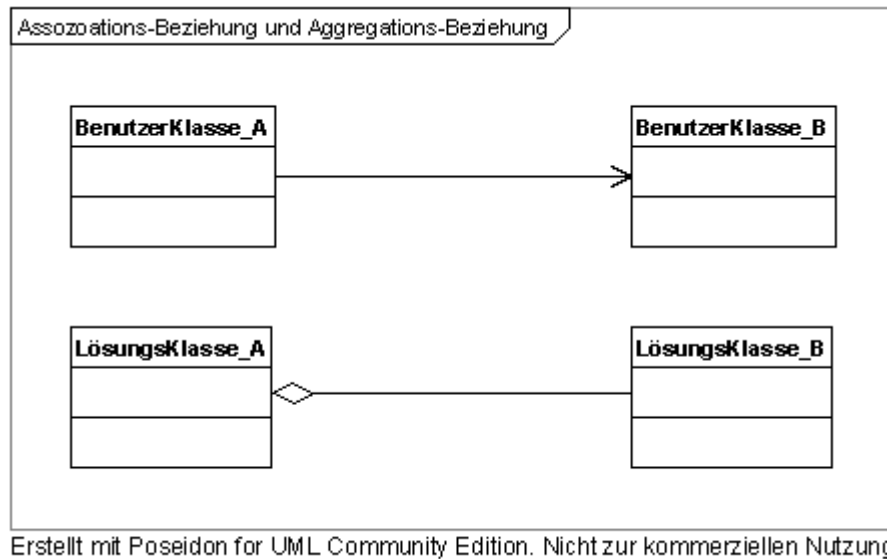 Assozoations-Beziehung und Aggregations-Beziehung
BenutzerKlasse_A
BenutzerKlasse_B
LösungsKlasse_A
LösungsKlasse_B
Erstellt mit Poseidon for UML Community Edition. Nicht zur kommerziellen Nutzung